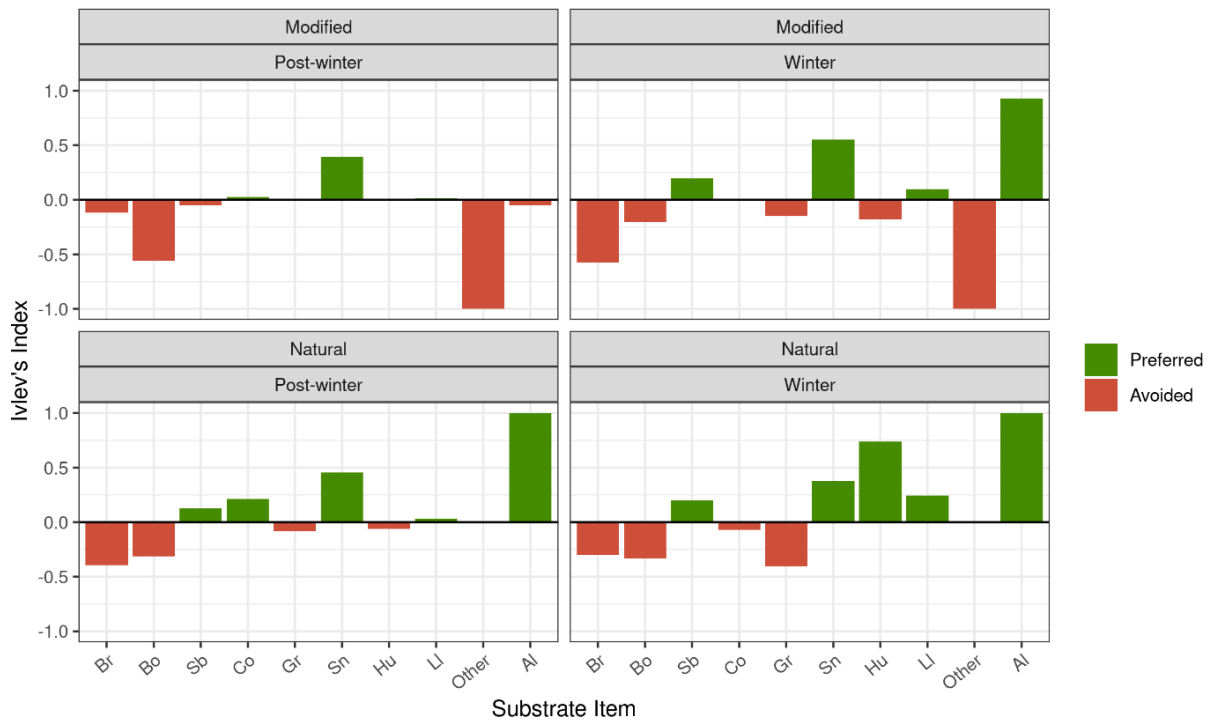 Modified
Modified
Post-winter
Winter
1.0
0.5
0.0
-0.5
-1.0
Natural
Natural
Post-winter
Winter
1.0
0.5
0.0
-0.5
-1.0
Ivlev's Index
Preferred
Avoided
Br Bo Sb Co Gr Sn Hu Ll Other Al
Br Bo Sb Co Gr Sn Hu Ll Other Al
Substrate Item